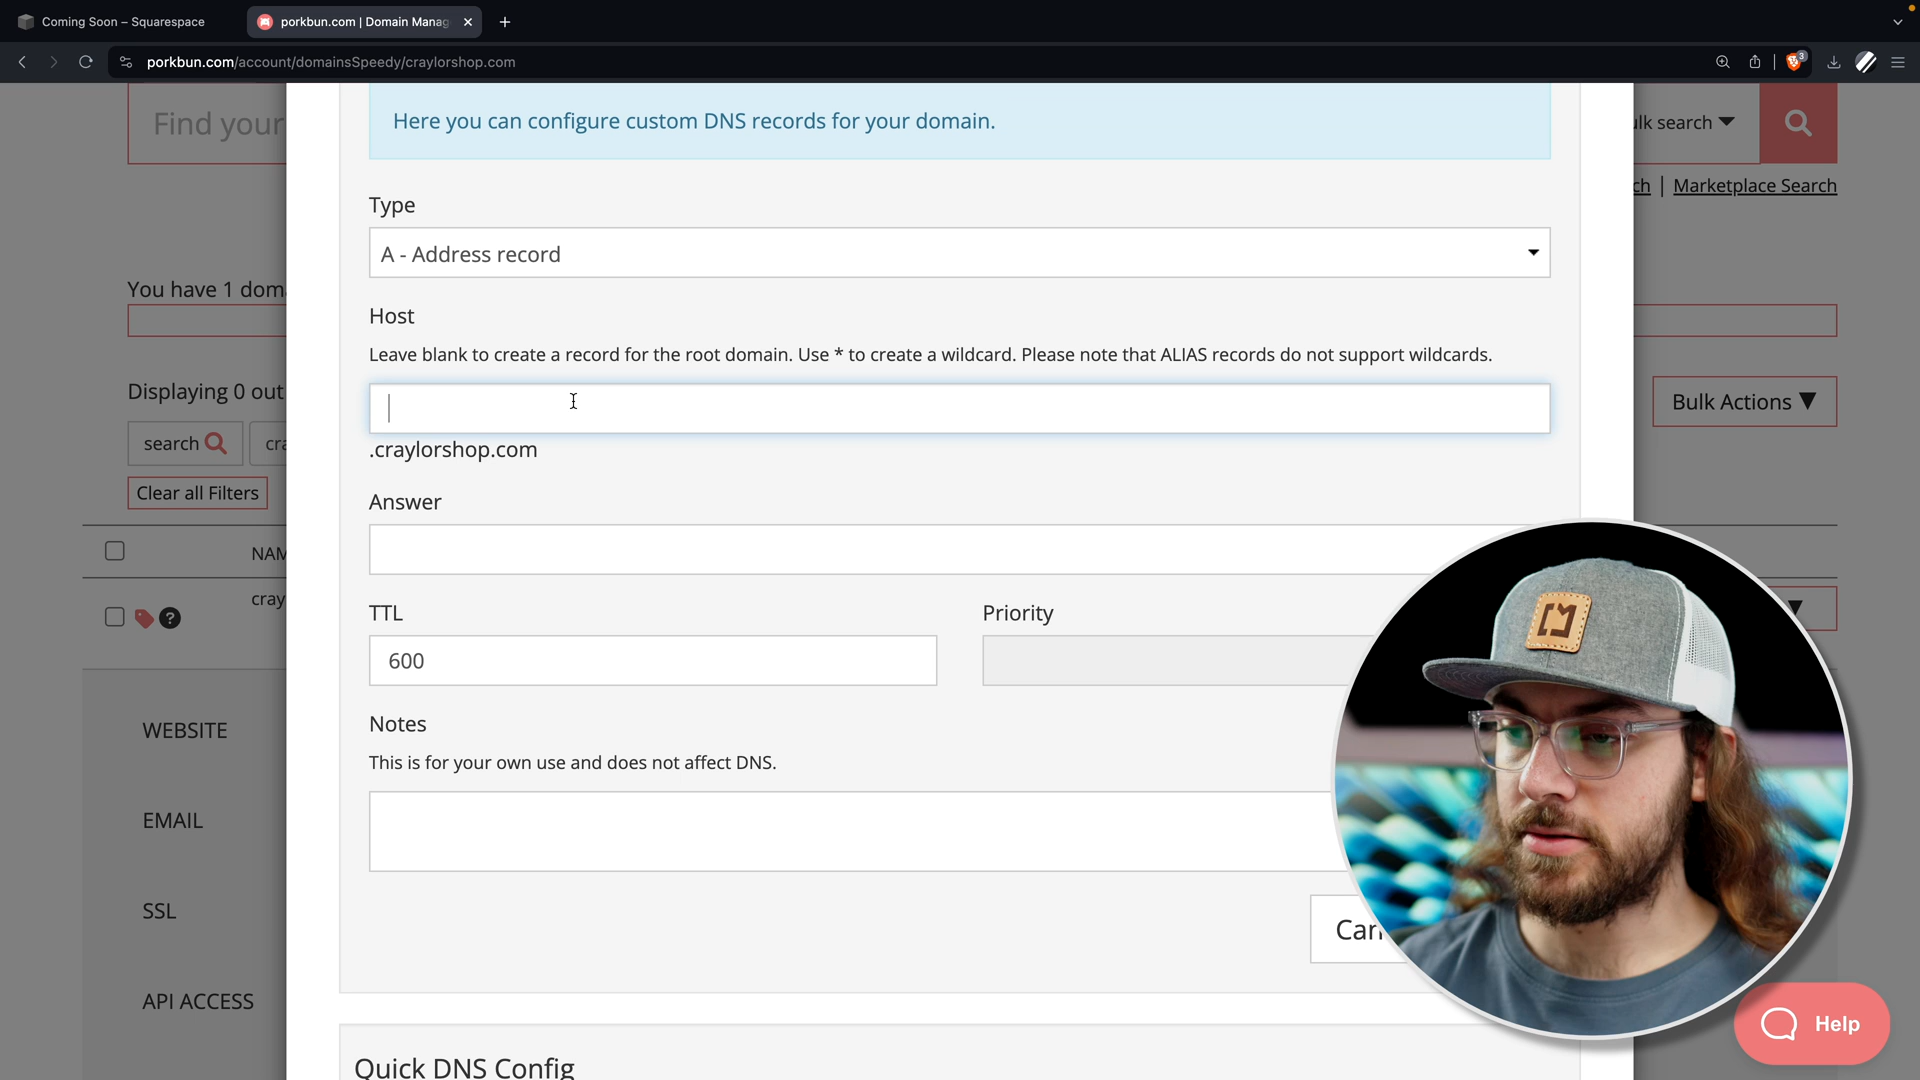 Coming Soon – Squarespace
porkbun.com | Domain Manag
porkbun.com/account/domainsSpeedy/craylorshop.com
3
Find your
ulk search
Here you can configure custom DNS records for your domain.
ch | Marketplace Search
Type
A - Address record
You have 1 dom
Host
Leave blank to create a record for the root domain. Use * to create a wildcard. Please note that ALIAS records do not support wildcards.
Displaying 0 out
Bulk Actions
search
cra
.craylorshop.com
Clear all Filters
Answer
NAM
cray
?
TTL
Priority
600
WEBSITE
Notes
This is for your own use and does not affect DNS.
EMAIL
SSL
Can
API ACCESS
Help
Quick DNS Config